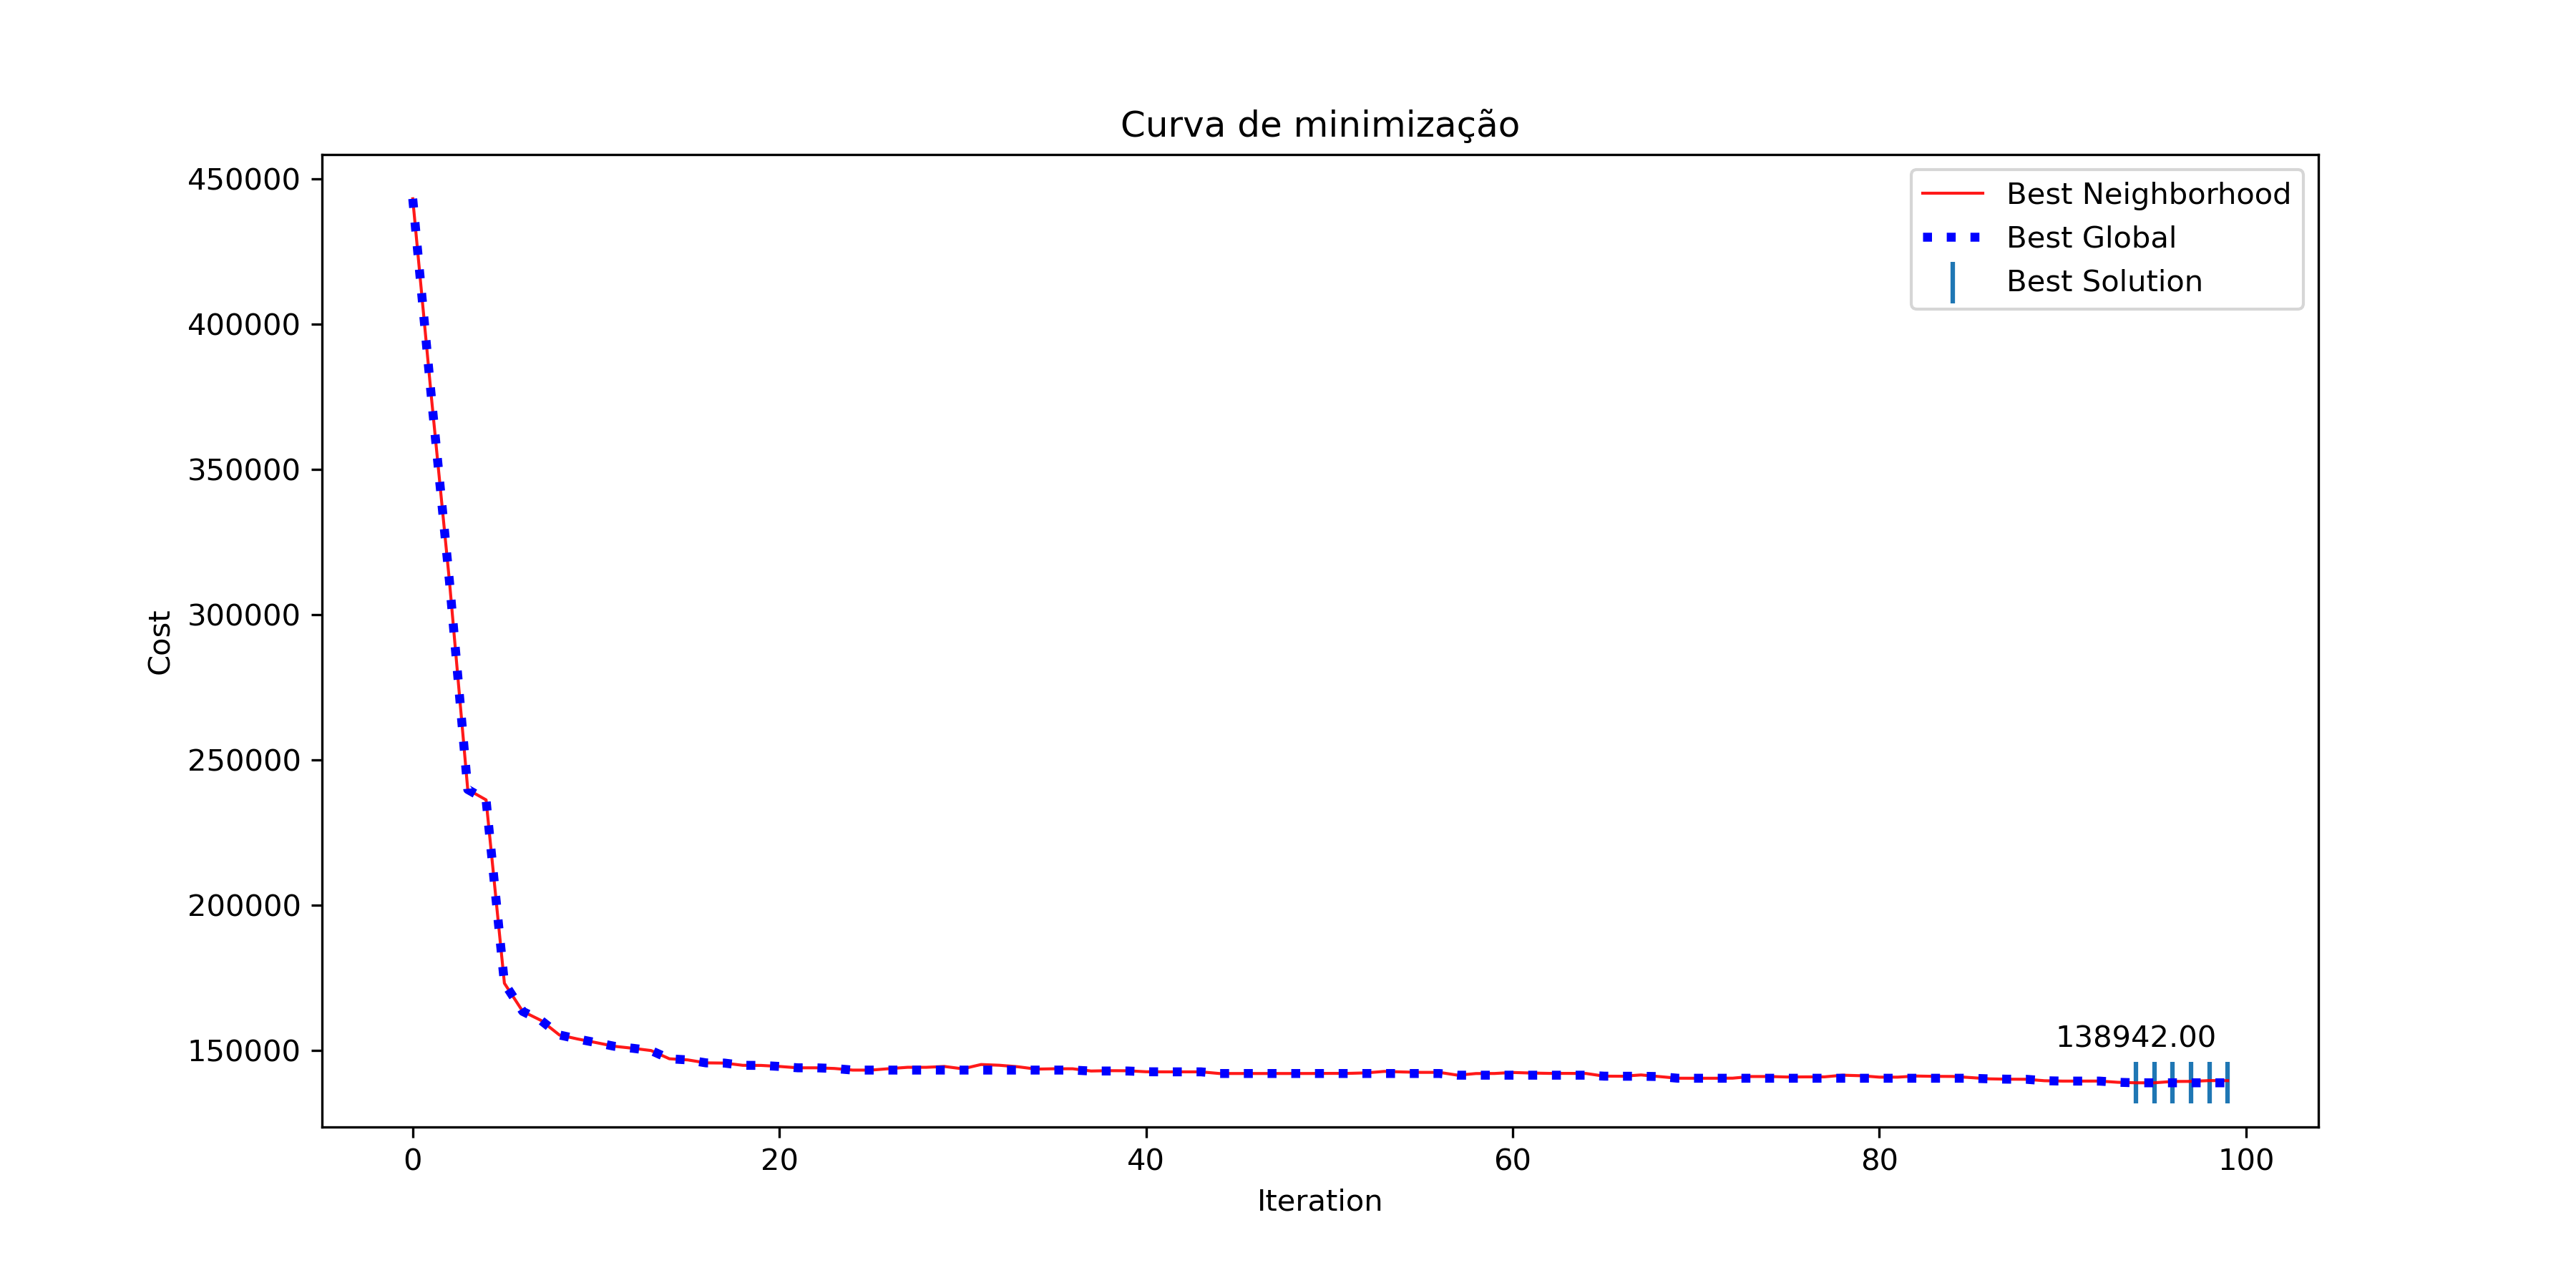 Curva de minimização
450000
400000
350000
300000
250000
200000
150000
Cost
Best Neighborhood
Best Global
Best Solution
138942.00
0 20 40 60 80 100
Iteration